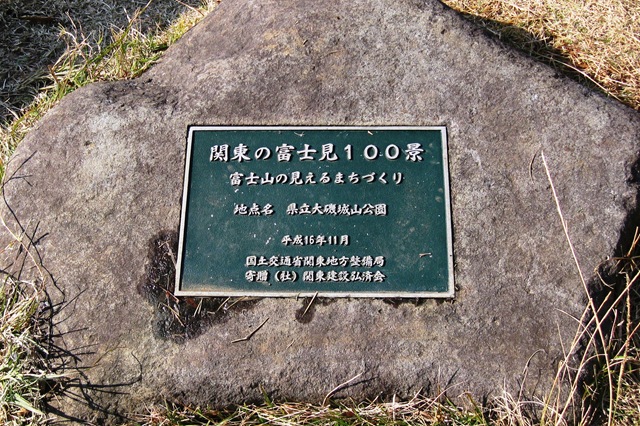 関東の富士見100景
富士山の見えるまちづくり
地点名 県立大磯城山公園
平成16年11月
国土交通省関東地方整備局
寄贈(社)関東建設弘済会